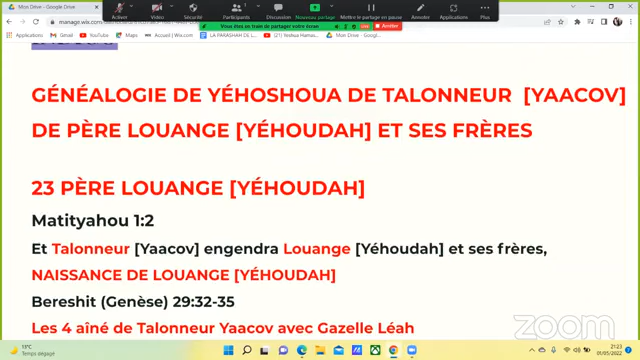 Mon Drive - Google Drive
Activer
Vidéo
Sécurité
Participants
Discussion
Nouveau partage
Mettre le partage en pause
Annoter
Applications
Plus
Vous êtes en train de partager votre écran
Arrêter
manage.wix.com
Applications
Gmail
YouTube
Maps
Accueil | Wix.com
LA PARASHAH DE L
(2) Yeshua Hamas
Mon Drive - Googl
GÉNÉALOGIE DE YÉHOSHOUA DE TALONNEUR [YAACOV]
DE PÈRE LOUANGE [YÉHOUDAH] ET SES FRÈRES
23 PÈRE LOUANGE [YÉHOUDAH]
Matityahou 1:2
Et Talonneur [Yaacov] engendra Louange [Yéhoudah] et ses frères,
NAISSANCE DE LOUANGE [YÉHOUDAH]
Bereshit (Genèse) 29:32-35
Les 4 aîné de Talonneur Yaacov avec Gazelle Léah
zoom
15°C
Temps dégagé
21:23
01/05/2022